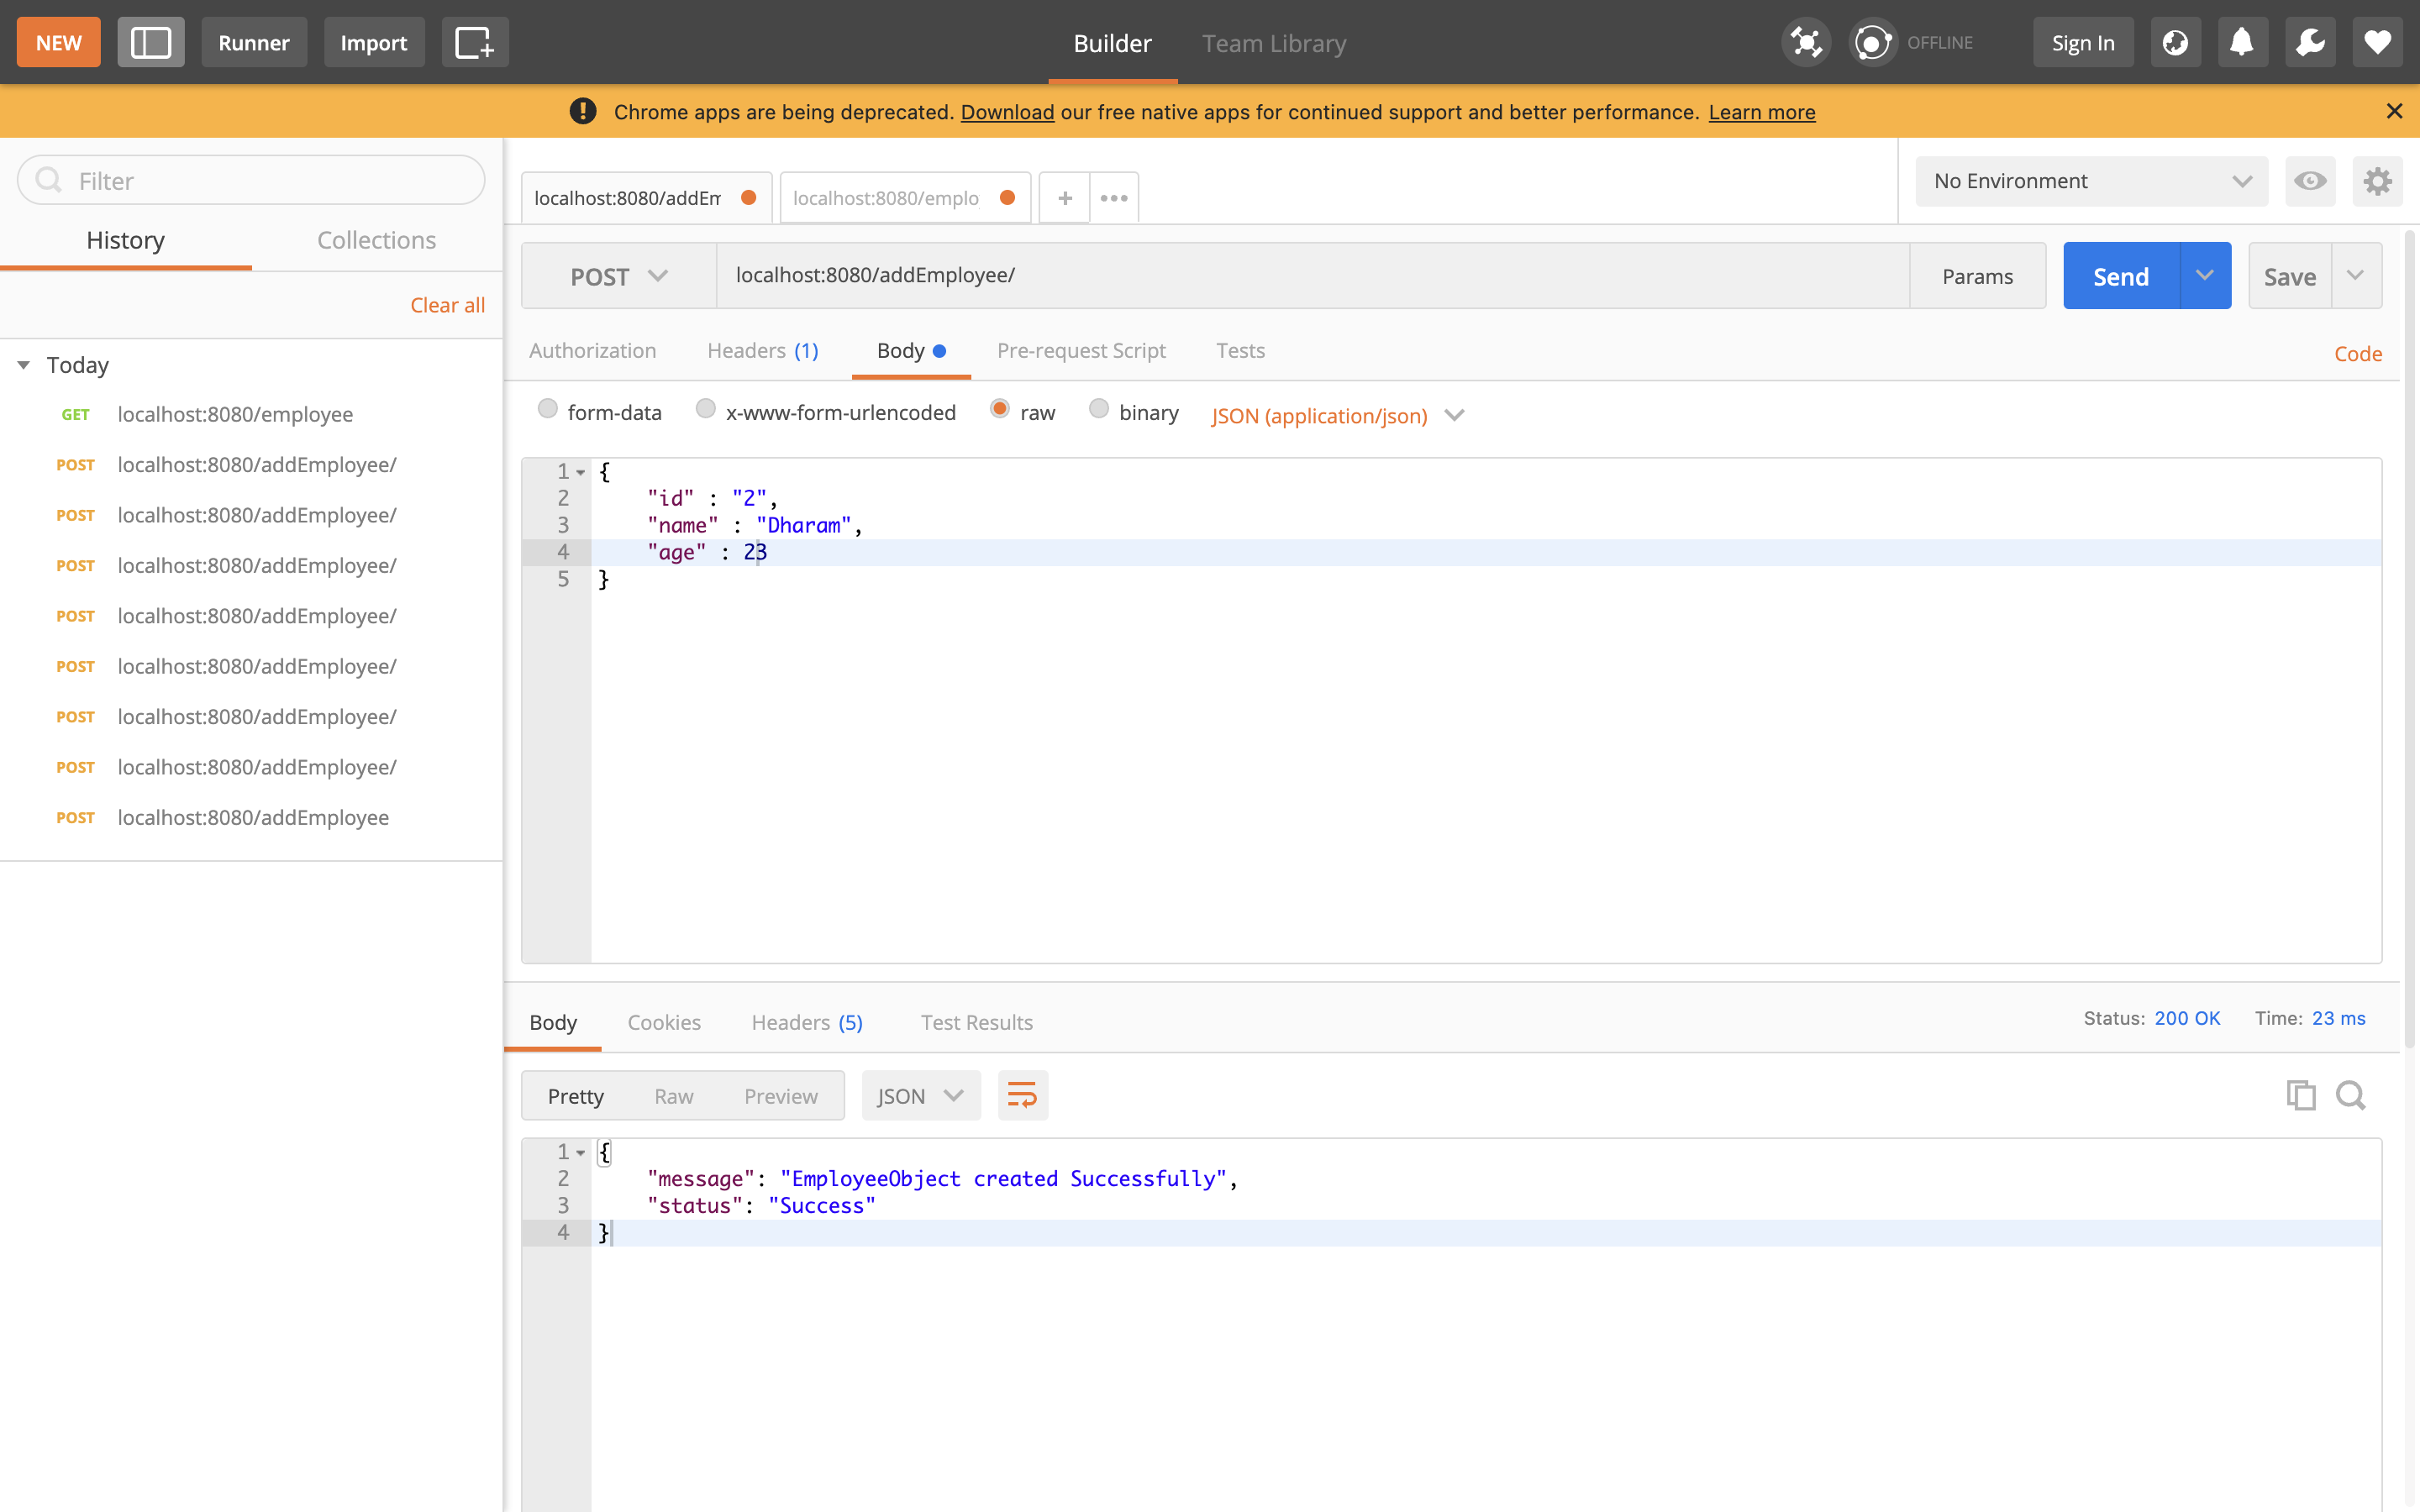 NEW Runner Import Builder Team Library OFFLINE Sign In
Chrome apps are being deprecated. Download our free native apps for continued support and better performance. Learn more
Filter
History Collections
Clear all
Today
GET localhost:8080/employee
POST localhost:8080/addEmployee/
POST localhost:8080/addEmployee/
POST localhost:8080/addEmployee/
POST localhost:8080/addEmployee/
POST localhost:8080/addEmployee/
POST localhost:8080/addEmployee/
POST localhost:8080/addEmployee/
POST localhost:8080/addEmployee
localhost:8080/addEm localhost:8080/emplo + ••• No Environment
POST localhost:8080/addEmployee/ Params Send Save
Authorization Headers (1) Body Pre-request Script Tests Code
form-data x-www-form-urlencoded raw binary JSON (application/json)
1 {
2 "id" : "2",
3 "name" : "Dharam",
4 "age" : 23
5 }
Body Cookies Headers (5) Test Results Status: 200 OK Time: 23 ms
Pretty Raw Preview JSON
1 {
2 "message": "EmployeeObject created Successfully",
3 "status": "Success"
4 }